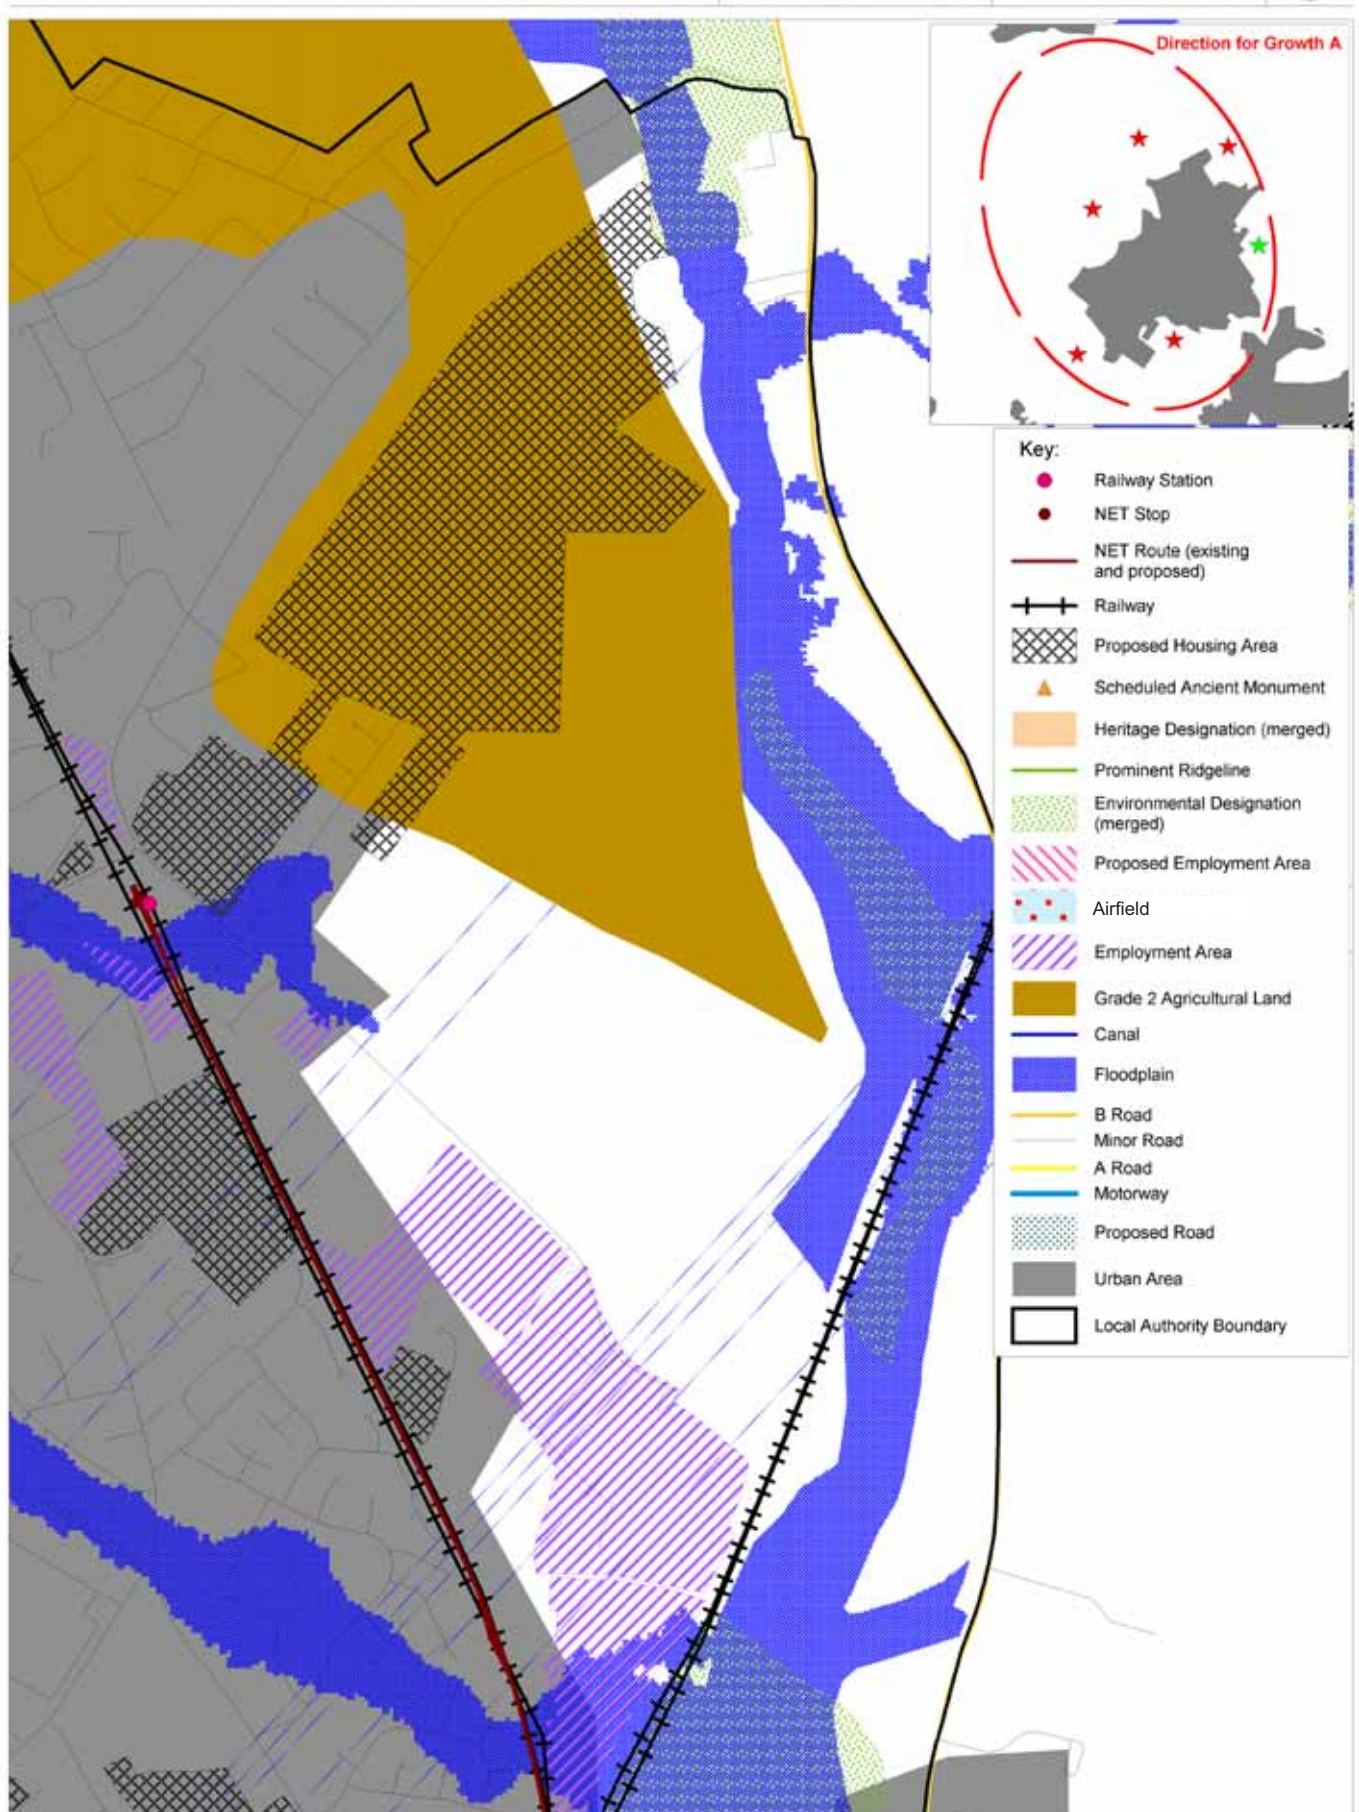 Direction for Growth A
Key:
Railway Station
NET Stop
NET Route (existing
and proposed)
Railway
Proposed Housing Area
Scheduled Ancient Monument
Heritage Designation (merged)
Prominent Ridgeline
Environmental Designation
(merged)
Proposed Employment Area
Airfield
Employment Area
Grade 2 Agricultural Land
Canal
Floodplain
B Road
Minor Road
A Road
Motorway
Proposed Road
Urban Area
Local Authority Boundary